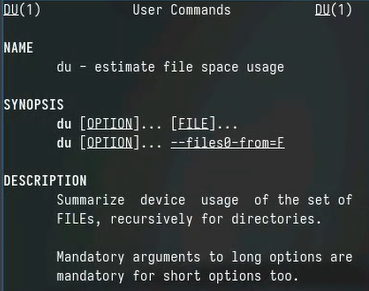 DU(1) User Commands DU(1)
NAME
du - estimate file space usage
SYNOPSIS
du [OPTION]... [FILE]...
du [OPTION]... --files0-from=F
DESCRIPTION
Summarize device usage of the set of
FILEs, recursively for directories.
Mandatory arguments to long options are
mandatory for short options too.